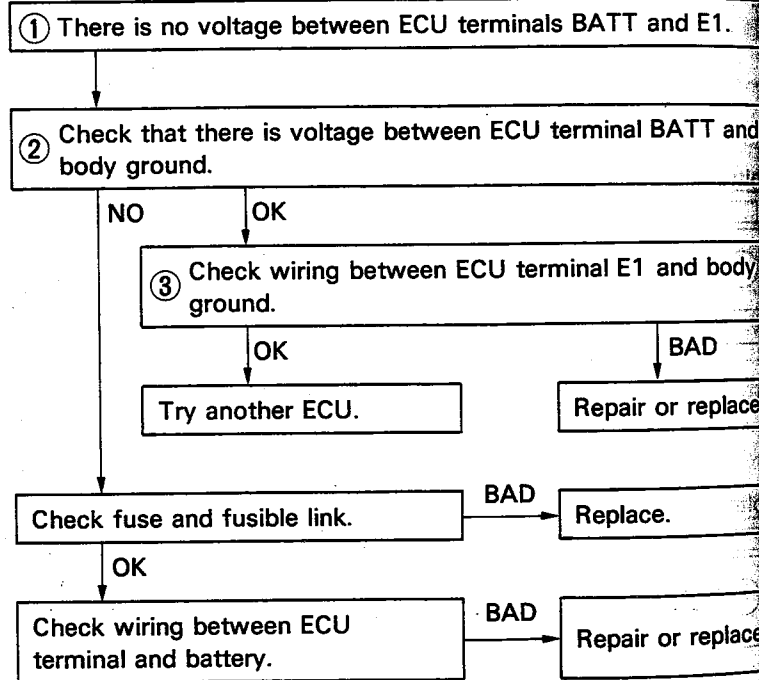 ① There is no voltage between ECU terminals BATT and E1.
② Check that there is voltage between ECU terminal BATT and
body ground.
NO
OK
③ Check wiring between ECU terminal E1 and body
ground.
OK
BAD
Try another ECU.
Repair or replace
Check fuse and fusible link.
BAD
Replace.
OK
Check wiring between ECU
terminal and battery.
BAD
Repair or replace